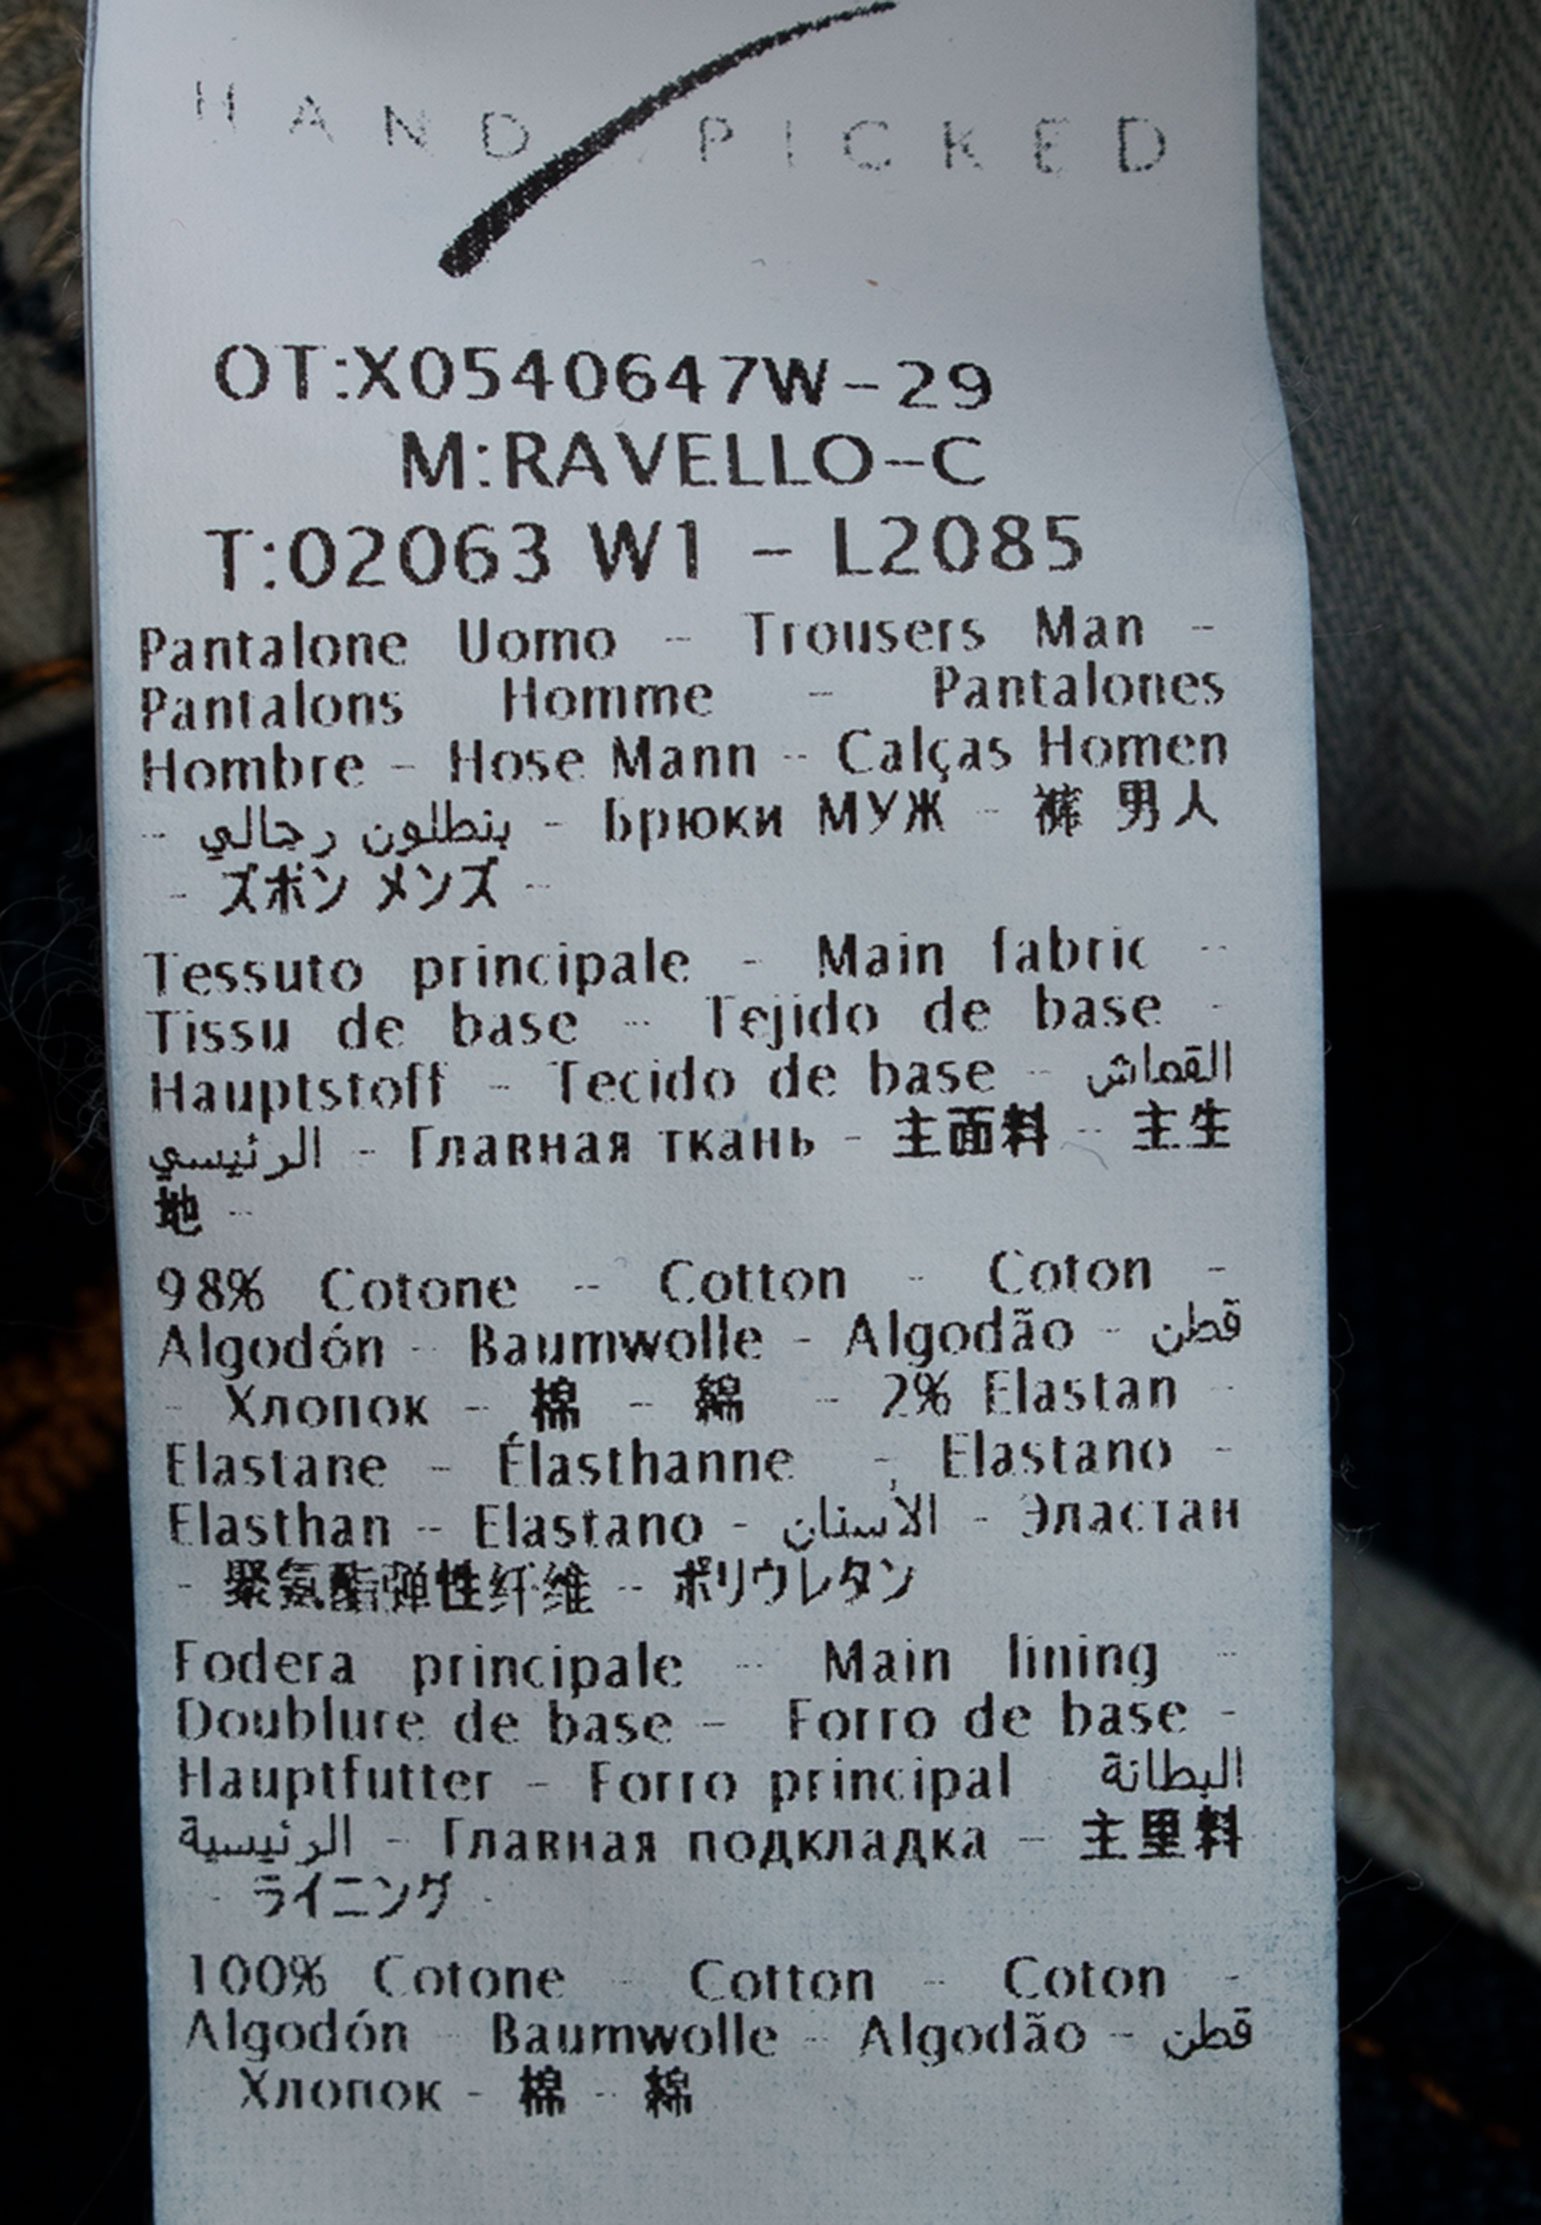 HAND PICKED
OT:X0540647W-29
M:RAVELLO-C
T:02063 W1 - L2085
Pantalone Uomo - Trousers Man -
Pantalons Homme - Pantalones
Hombre - Hose Mann - Calças Homen
- بنطلون رجالي - Брюки МУЖ - 裤 男人
- ズボン メンズ -
Tessuto principale - Main fabric -
Tissu de base - Tejido de base -
Hauptstoff - Tecido de base - القماش
الرئيسي - Главная ткань - 主面料 - 主生
地 -
98% Cotone - Cotton - Coton -
Algodón - Baumwolle - Algodão - قطن
- Хлопок - 棉 - 綿 - 2% Elastan -
Elastane - Élasthanne - Elastano -
Elasthan - Elastano - الاسنان - Эластан
- 聚氨酯弹性纤维 - ポリウレタン
Fodera principale - Main lining -
Doublure de base - Forro de base -
Hauptfutter - Forro principal البطانة
الرئيسية - Главная подкладка - 主里料
- ライニング -
100% Cotone - Cotton - Coton -
Algodón - Baumwolle - Algodão - قطن
Хлопок - 棉 - 綿